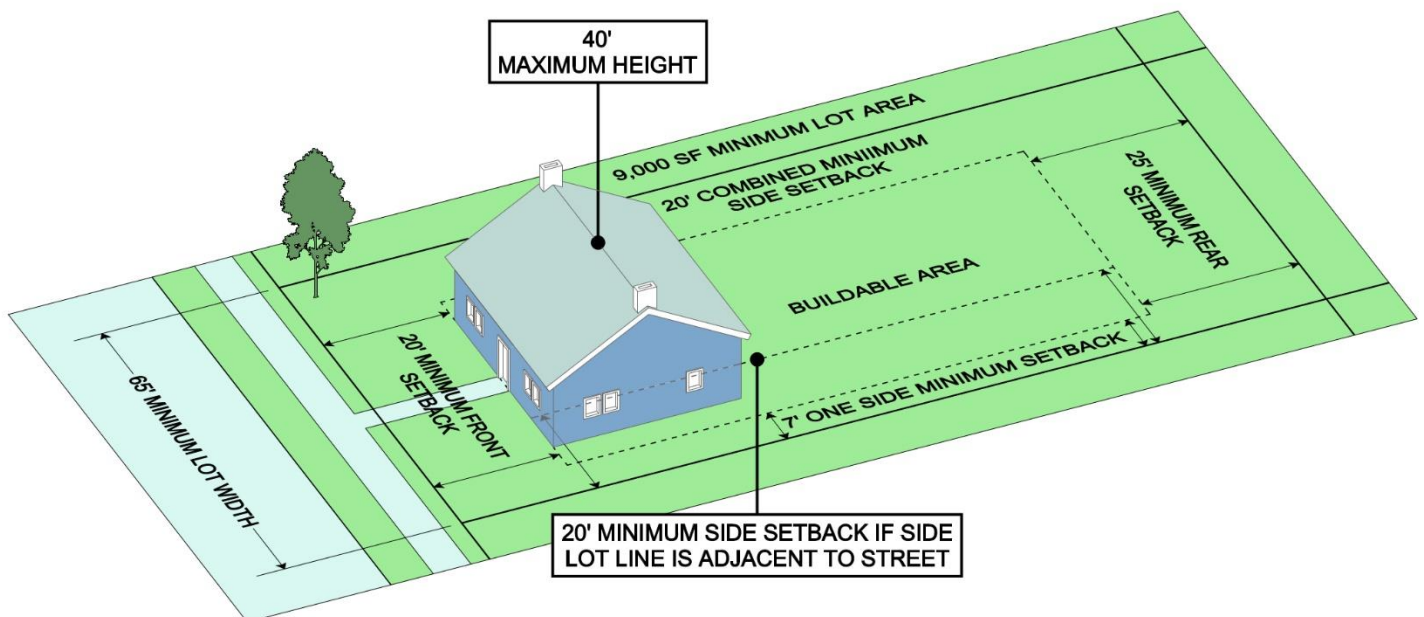 40'
MAXIMUM HEIGHT
9,000 SF MINIMUM LOT AREA
20' COMBINED MINIIMUM
SIDE SETBACK
25' MINIMUM REAR
SETBACK
BUILDABLE AREA
20' MINIMUM FRONT
SETBACK
65' MINIMUM LOT WIDTH
7' ONE SIDE MINIMUM SETBACK
20' MINIMUM SIDE SETBACK IF SIDE
LOT LINE IS ADJACENT TO STREET